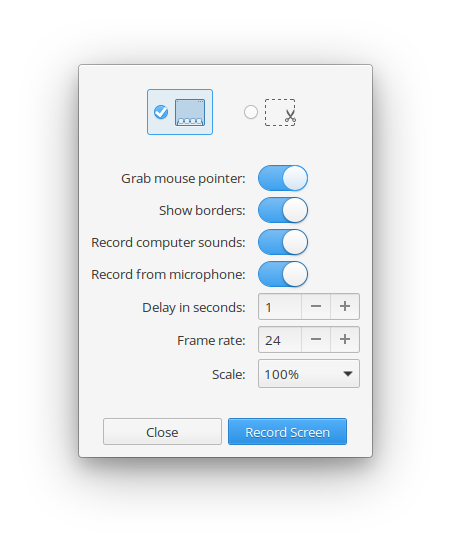 Grab mouse pointer:
Show borders:
Record computer sounds:
Record from microphone:
Delay in seconds: 1
Frame rate: 24
Scale: 100%
Close Record Screen